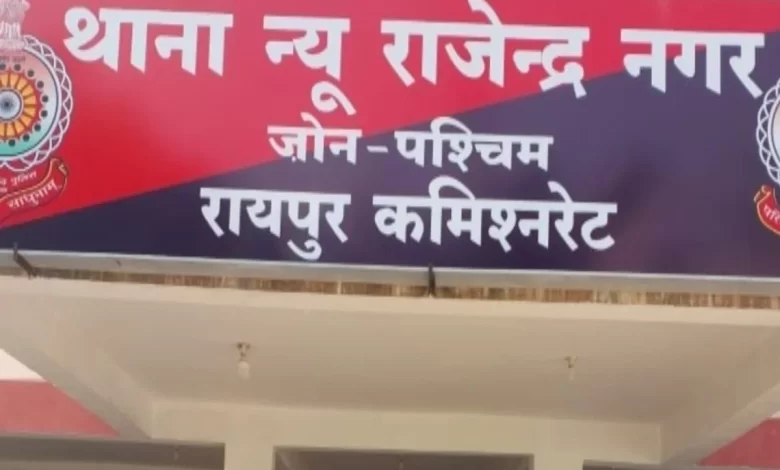 थाना न्यू राजेन्द्र नगर
ज़ोन - पश्चिम
रायपुर कमिश्नरेट
साधुनाम्